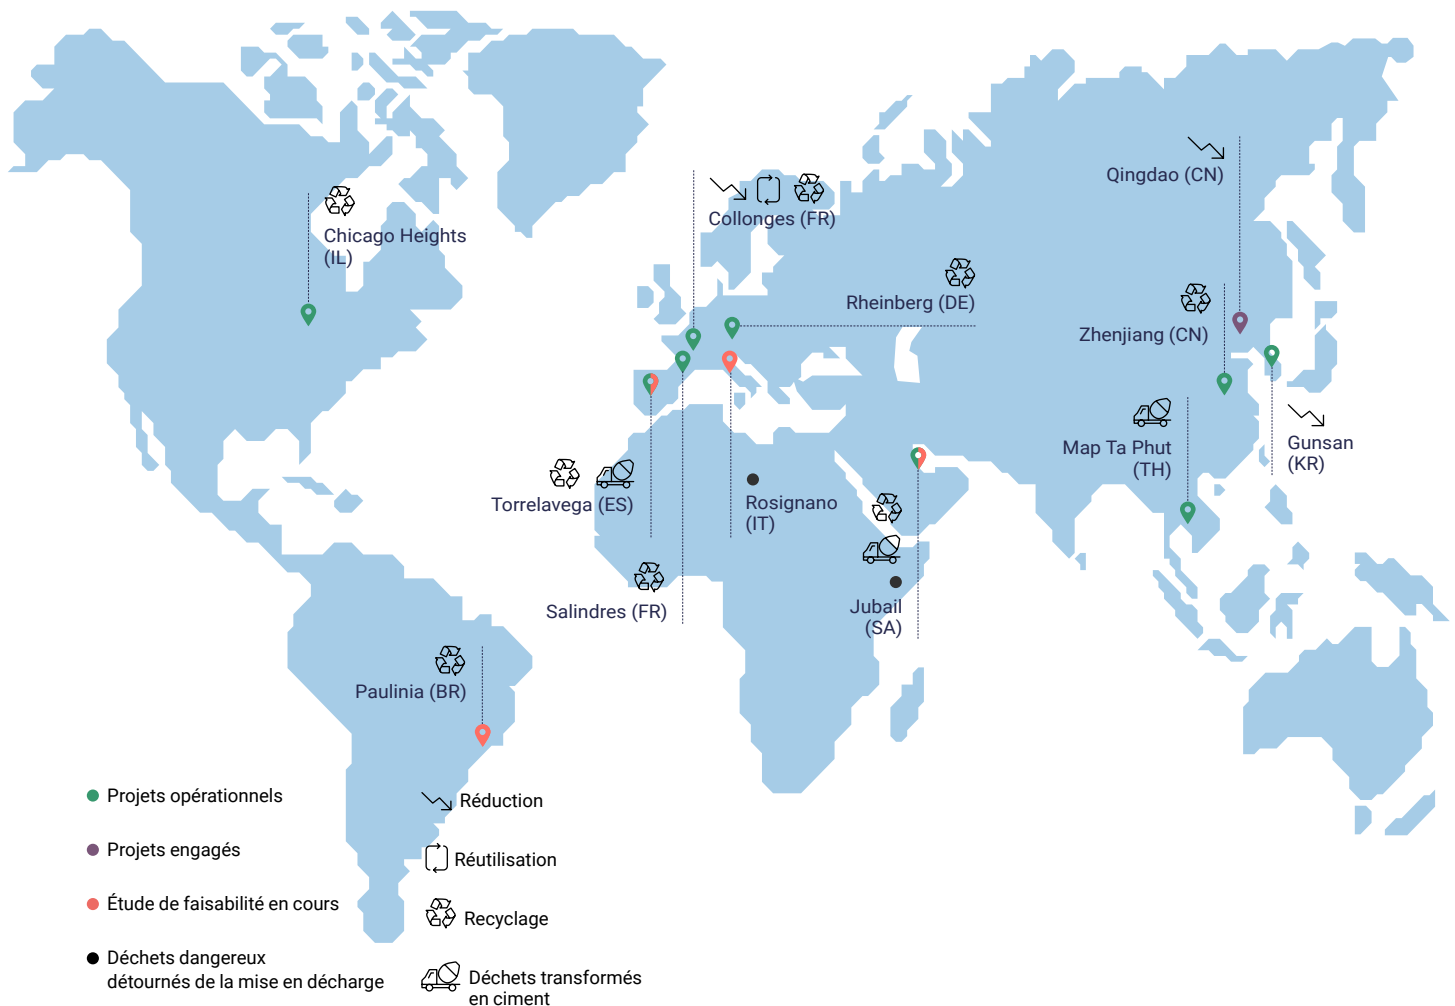 Qingdao (CN)
Collonges (FR)
Chicago Heights
(IL)
Rheinberg (DE)
Zhenjiang (CN)
Map Ta Phut
(TH)
Gunsan
(KR)
Torrelavega (ES)
Rosignano
(IT)
Salindres (FR)
Jubail
(SA)
Paulinia (BR)
Projets opérationnels
Projets engagés
Étude de faisabilité en cours
Déchets dangereux
détournés de la mise en décharge
Réduction
Réutilisation
Recyclage
Déchets transformés
en ciment